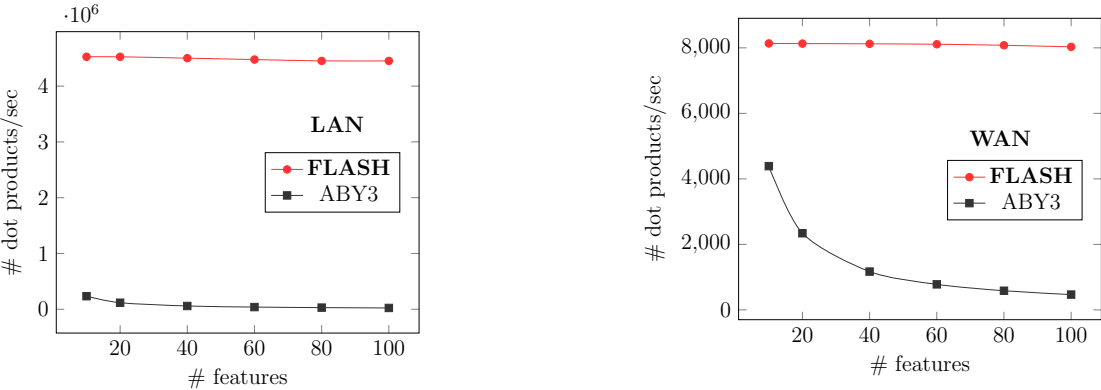 ·10⁶
# dot products/sec
4
3
2
1
0
LAN
FLASH
ABY3
20 40 60 80 100
# features
# dot products/sec
8,000
6,000
4,000
2,000
0
WAN
FLASH
ABY3
20 40 60 80 100
# features